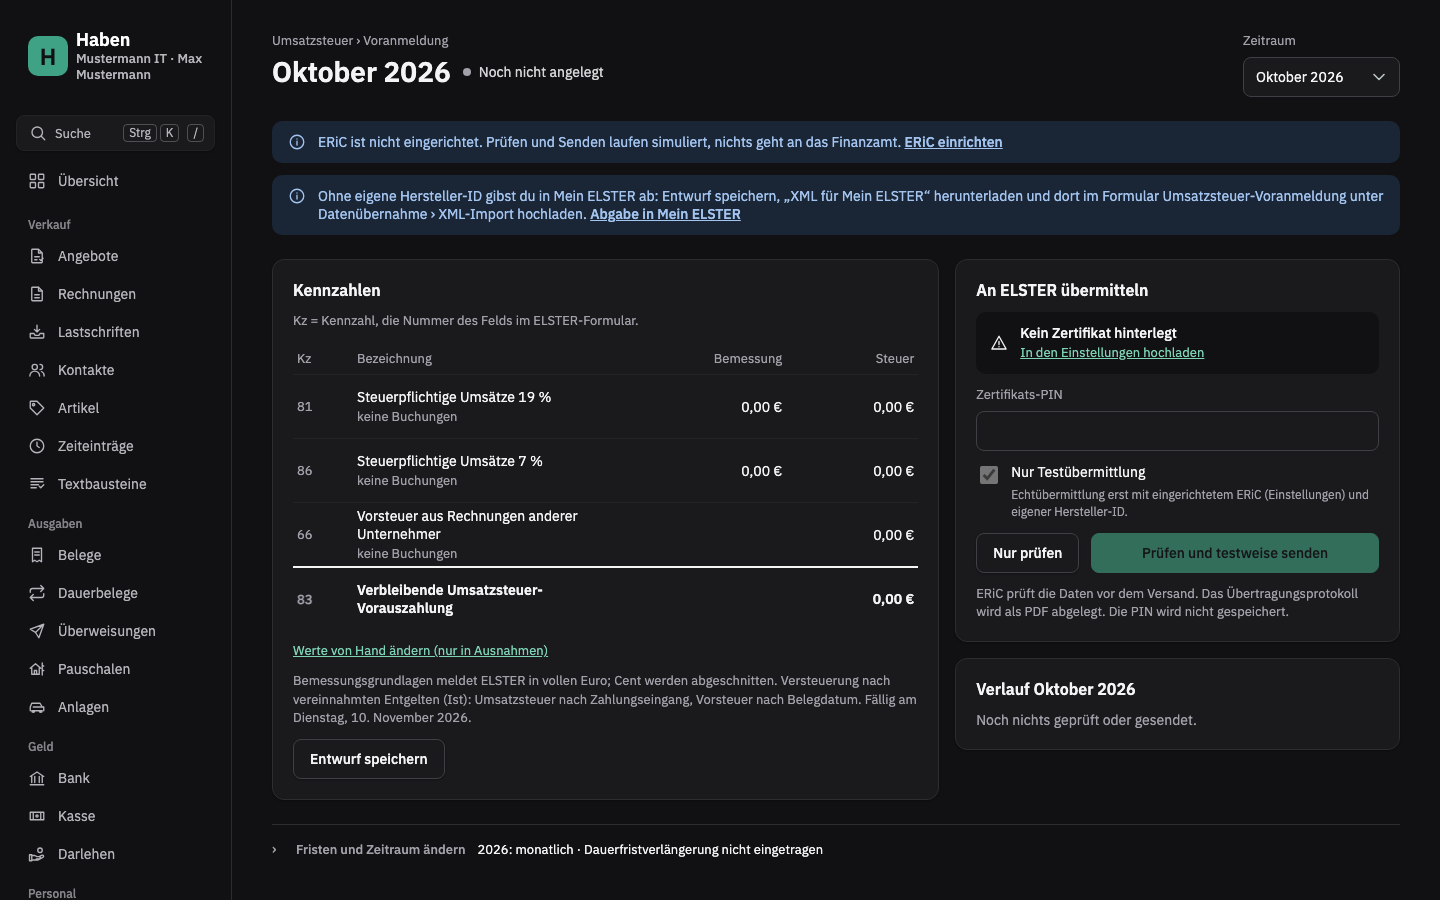 H
Haben
Mustermann IT · Max
Mustermann
Suche Strg K /
Übersicht
Verkauf
Angebote
Rechnungen
Lastschriften
Kontakte
Artikel
Zeiteinträge
Textbausteine
Ausgaben
Belege
Dauerbelege
Überweisungen
Pauschalen
Anlagen
Geld
Bank
Kasse
Darlehen
Personal
Umsatzsteuer › Voranmeldung
Oktober 2026 Noch nicht angelegt
Zeitraum
Oktober 2026
ERiC ist nicht eingerichtet. Prüfen und Senden laufen simuliert, nichts geht an das Finanzamt. ERiC einrichten
Ohne eigene Hersteller-ID gibst du in Mein ELSTER ab: Entwurf speichern, „XML für Mein ELSTER“ herunterladen und dort im Formular Umsatzsteuer-Voranmeldung unter
Datenübernahme › XML-Import hochladen. Abgabe in Mein ELSTER
Kennzahlen
Kz = Kennzahl, die Nummer des Felds im ELSTER-Formular.
Kz Bezeichnung Bemessung Steuer
81 Steuerpflichtige Umsätze 19 % 0,00 € 0,00 €
keine Buchungen
86 Steuerpflichtige Umsätze 7 % 0,00 € 0,00 €
keine Buchungen
Vorsteuer aus Rechnungen anderer
66 Unternehmer 0,00 €
keine Buchungen
83 Verbleibende Umsatzsteuer- 0,00 €
Vorauszahlung
Werte von Hand ändern (nur in Ausnahmen)
Bemessungsgrundlagen meldet ELSTER in vollen Euro; Cent werden abgeschnitten. Versteuerung nach
vereinnahmten Entgelten (Ist): Umsatzsteuer nach Zahlungseingang, Vorsteuer nach Belegdatum. Fällig am
Dienstag, 10. November 2026.
Entwurf speichern
An ELSTER übermitteln
Kein Zertifikat hinterlegt
In den Einstellungen hochladen
Zertifikats-PIN
Nur Testübermittlung
Echtübermittlung erst mit eingerichtetem ERiC (Einstellungen) und
eigener Hersteller-ID.
Nur prüfen Prüfen und testweise senden
ERiC prüft die Daten vor dem Versand. Das Übertragungsprotokoll
wird als PDF abgelegt. Die PIN wird nicht gespeichert.
Verlauf Oktober 2026
Noch nichts geprüft oder gesendet.
› Fristen und Zeitraum ändern 2026: monatlich · Dauerfristverlängerung nicht eingetragen